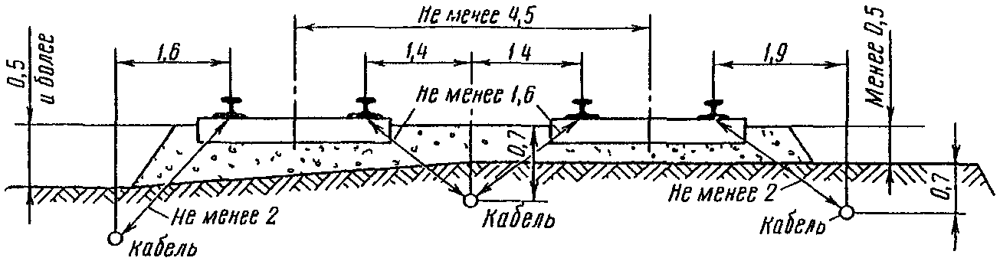 Не менее 4,5
0,5
и более
1,6
1,4
1 4
1,9
Менее 0,5
Не менее 1,6
0,7
Не менее 2
Кабель
Кабель
Не менее 2
Кабель
0,7